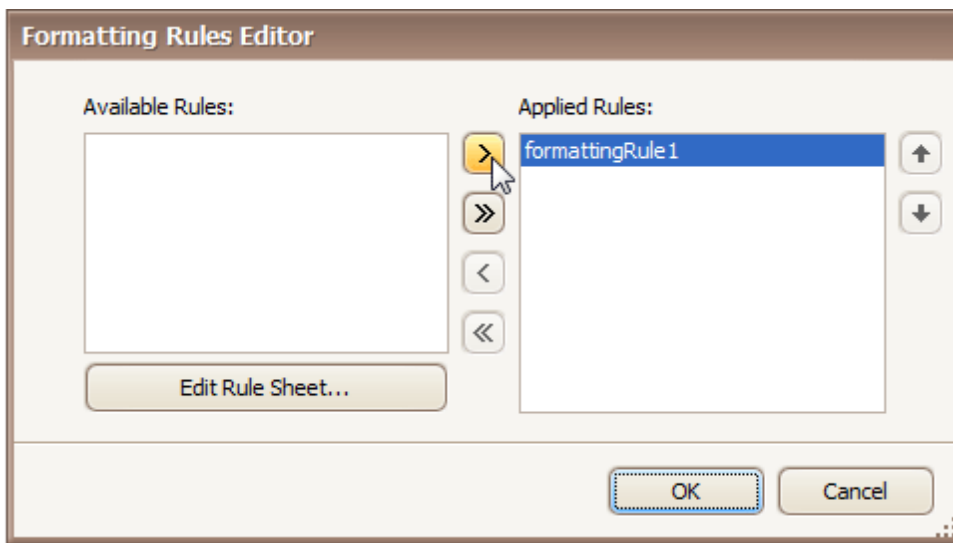 Formatting Rules Editor
Available Rules:
Applied Rules:
formattingRule1
Edit Rule Sheet...
OK
Cancel